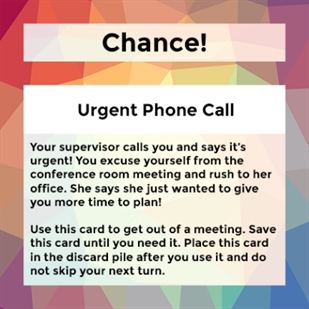 Chance!
Urgent Phone Call
Your supervisor calls you and says it's
urgent! You excuse yourself from the
conference room meeting and rush to her
office. She says she just wanted to give
you more time to plan!
Use this card to get out of a meeting. Save
this card until you need it. Place this card
in the discard pile after you use it and do
not skip your next turn.